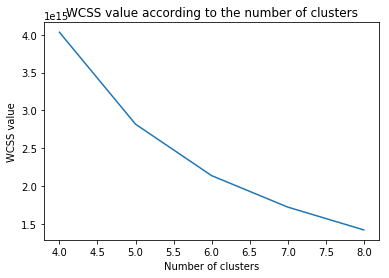 WCSS value according to the number of clusters
1e15
4.0
3.5
3.0
2.5
2.0
1.5
WCSS value
4.0 4.5 5.0 5.5 6.0 6.5 7.0 7.5 8.0
Number of clusters